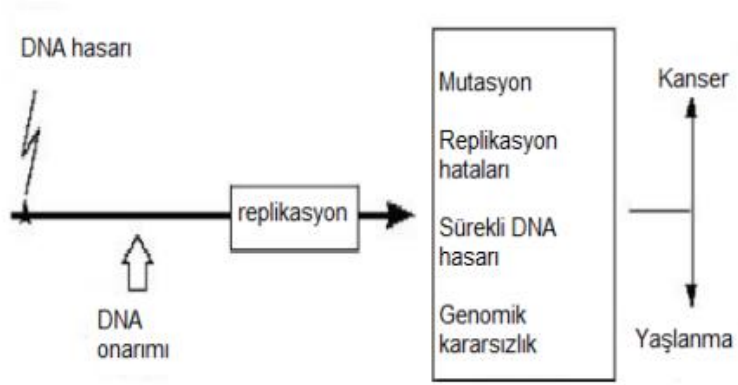 DNA hasarı
DNA
onarımı
replikasyon
Mutasyon
Replikasyon
hataları
Sürekli DNA
hasarı
Genomik
kararsızlık
Kanser
Yaşlanma